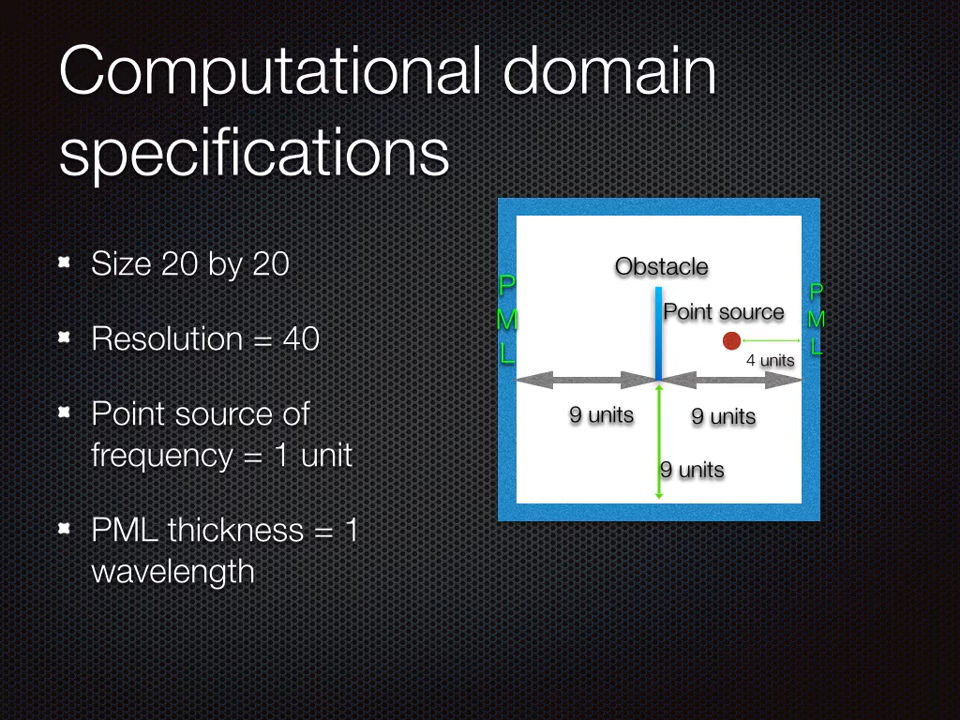 Computational domain
specifications
Size 20 by 20
Resolution = 40
Point source of
frequency = 1 unit
PML thickness = 1
wavelength
Obstacle
Point source
4 units
9 units
9 units
9 units
P
M
L
P
M
L